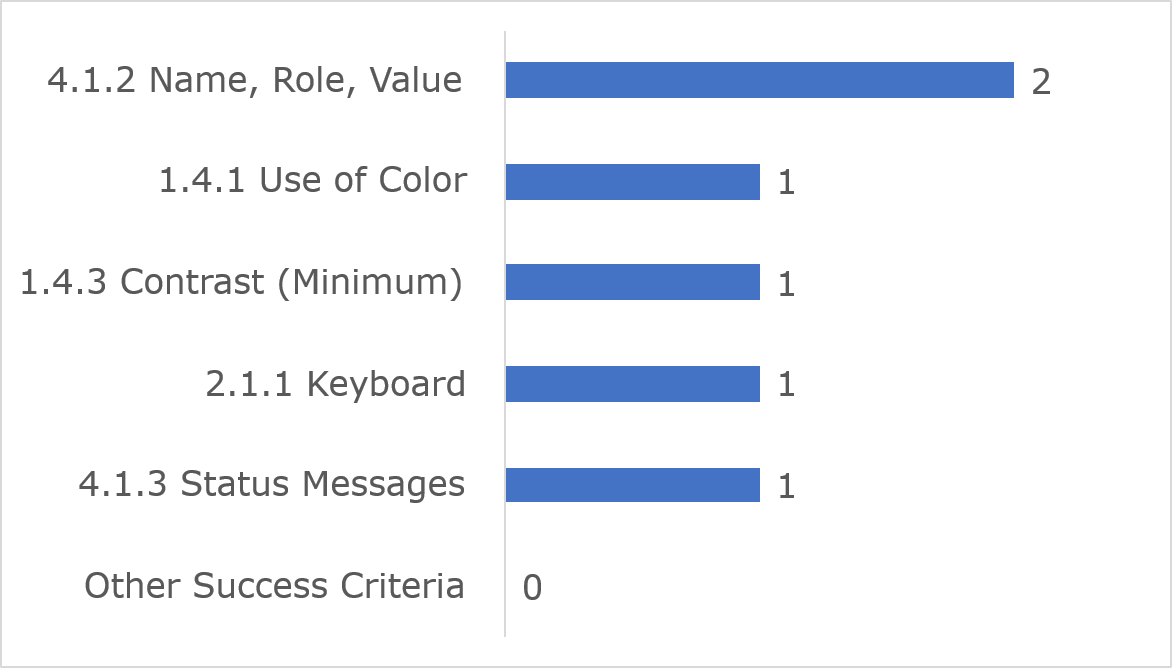 4.1.2 Name, Role, Value 2
1.4.1 Use of Color 1
1.4.3 Contrast (Minimum) 1
2.1.1 Keyboard 1
4.1.3 Status Messages 1
Other Success Criteria 0